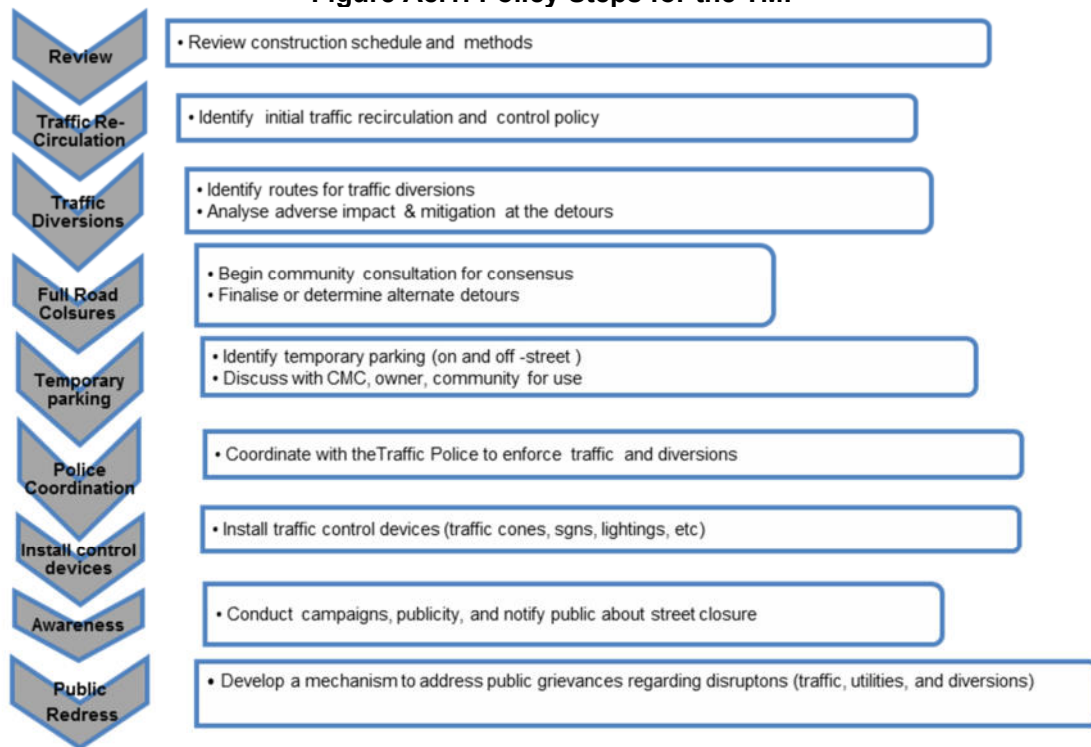 Review
• Review construction schedule and methods
Traffic Re-
Circulation
• Identify initial traffic recirculation and control policy
Traffic
Diversions
• Identify routes for traffic diversions
• Analyse adverse impact & mitigation at the detours
Full Road
Colsures
• Begin community consultation for consensus
• Finalise or determine alternate detours
Temporary
parking
• Identify temporary parking (on and off -street )
• Discuss with CMC, owner, community for use
Police
Coordination
• Coordinate with theTraffic Police to enforce traffic and diversions
Install control
devices
• Install traffic control devices (traffic cones, sgns, lightings, etc)
Awareness
• Conduct campaigns, publicity, and notify public about street closure
Public
Redress
• Develop a mechanism to address public grievances regarding disruptons (traffic, utilities, and diversions)